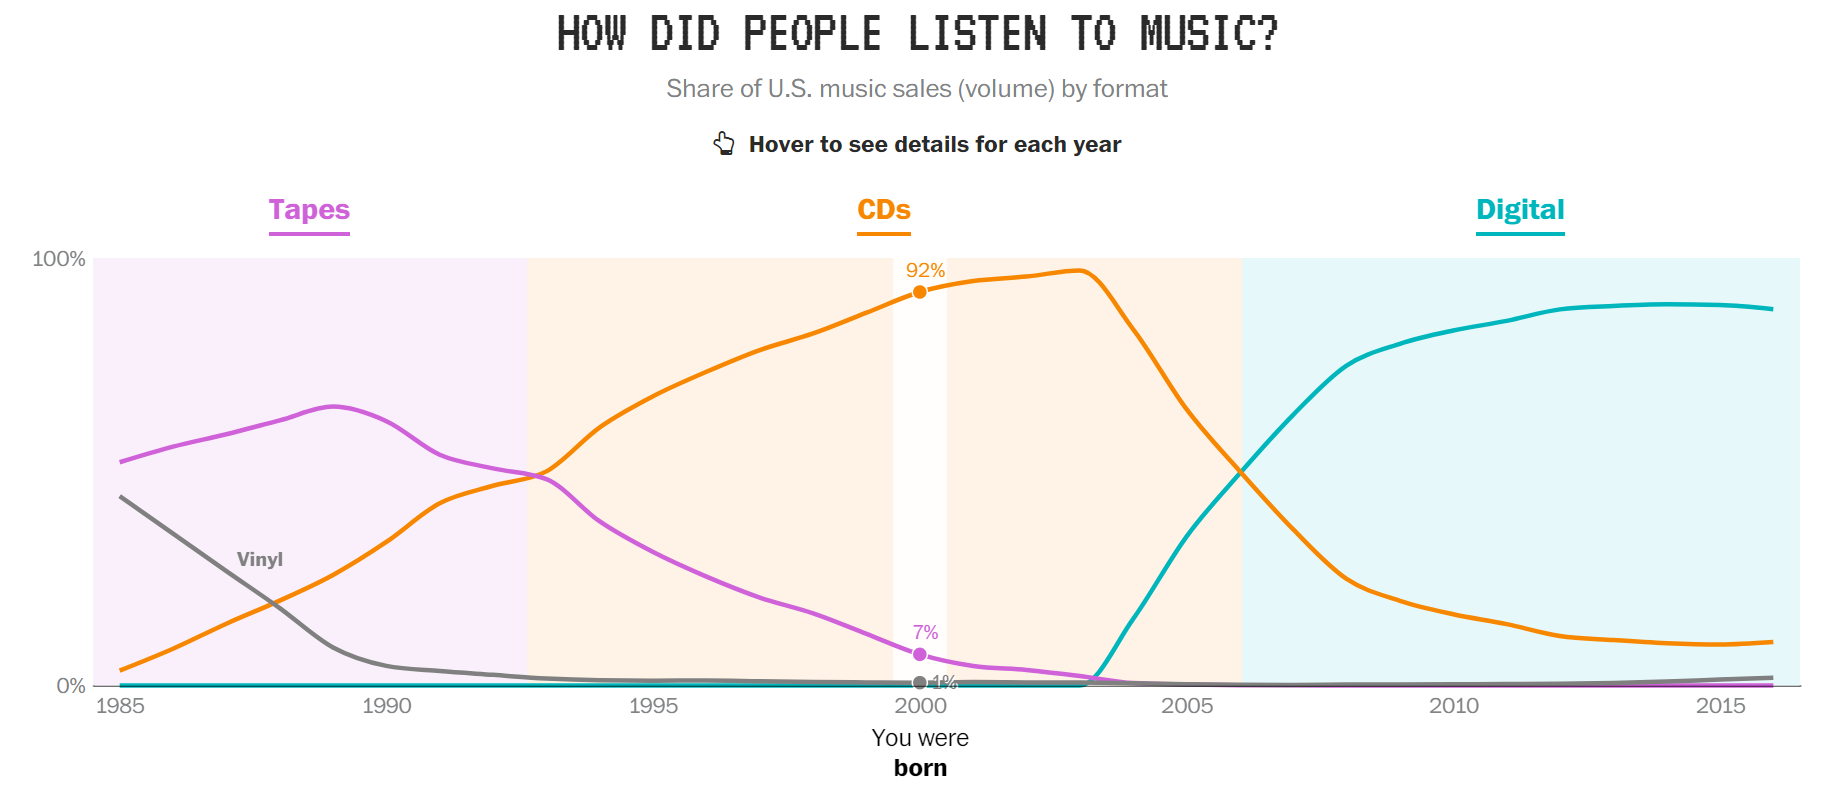 HOW DID PEOPLE LISTEN TO MUSIC?
Share of U.S. music sales (volume) by format
Hover to see details for each year
Tapes CDs Digital
100%
92%
Vinyl
7%
1%
0%
1985 1990 1995 2000 2005 2010 2015
You were
born